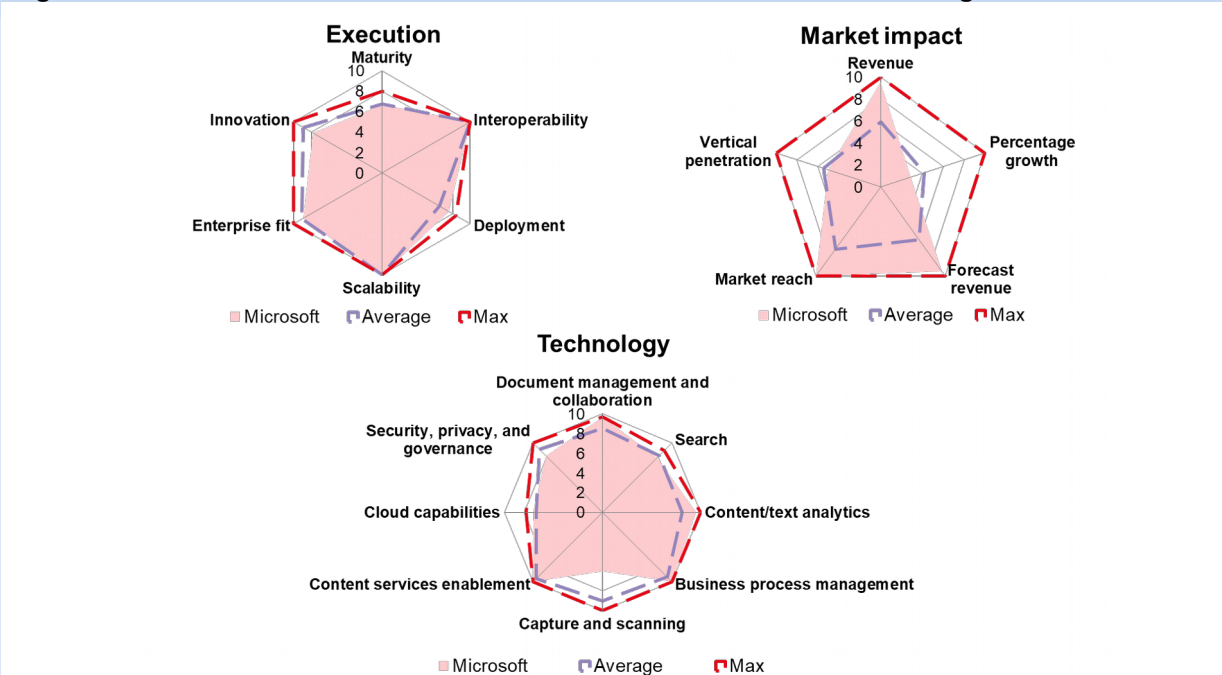 Execution
Maturity
10
8
6
4
2
0
Innovation
Interoperability
Enterprise fit
Deployment
Scalability
Microsoft Average Max
Market impact
Revenue
10
8
6
4
2
0
Vertical
penetration
Percentage
growth
Market reach
Forecast
revenue
Microsoft Average Max
Technology
Document management and
collaboration
10
8
6
4
2
0
Security, privacy, and
governance
Search
Cloud capabilities
Content/text analytics
Content services enablement
Business process management
Capture and scanning
Microsoft Average Max